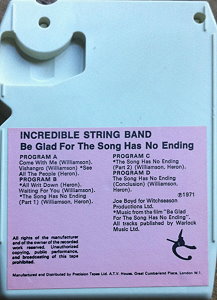 INCREDIBLE STRING BAND
Be Glad For The Song Has No Ending
PROGRAM A
Come With Me (Williamson).
Vishangro (Williamson) *See
All The People (Heron).
PROGRAM B
*All Writ Down (Heron).
Waiting For You (Williamson).
*The Song Has No Ending
(Part 1) (Williamson, Heron).
PROGRAM C
*The Song Has No Ending
(Part 2) (Williamson, Heron).
PROGRAM D
The Song Has No Ending
(Conclusion) (Williamson,
Heron).
℗1971
Joe Boyd for Witchseason
Productions Ltd.
*Music from the film "Be Glad
For The Song Has No Ending".
All tracks published by Warlock
Music Ltd.
All rights of the manufacturer
and of the owner of the recorded
work reserved. Unauthorised
copying, public performance,
and broadcasting of this tape
prohibited.
Manufactured and Distributed by Precision Tapes Ltd. A.T.V. House, Great Cumberland Place, London W.1.